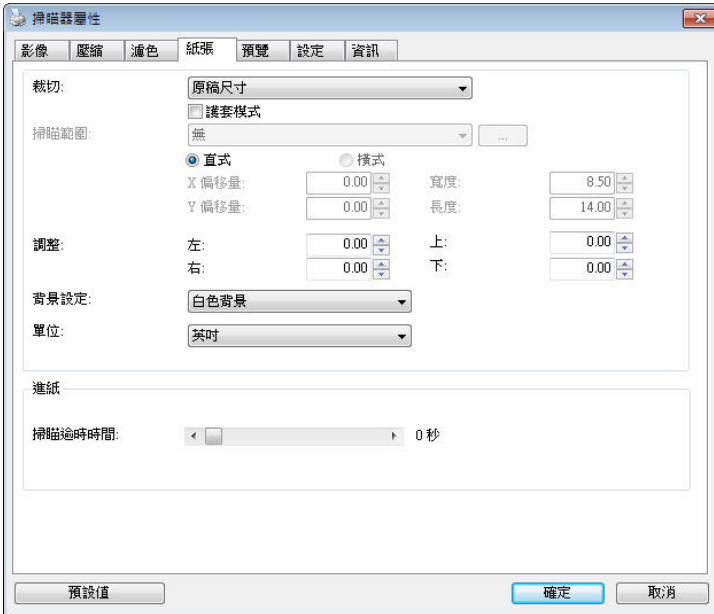 掃瞄器屬性
影像 壓縮 濾色 紙張 預覽 設定 資訊
裁切: 原稿尺寸
護套模式
掃瞄範圍: 無 ...
直式 橫式
X 偏移量: 0.00 寬度: 8.50
Y 偏移量: 0.00 長度: 14.00
調整: 左: 0.00 上: 0.00
右: 0.00 下: 0.00
背景設定: 白色背景
單位: 英吋
進紙
掃瞄逾時時間: 0 秒
預設值 確定 取消